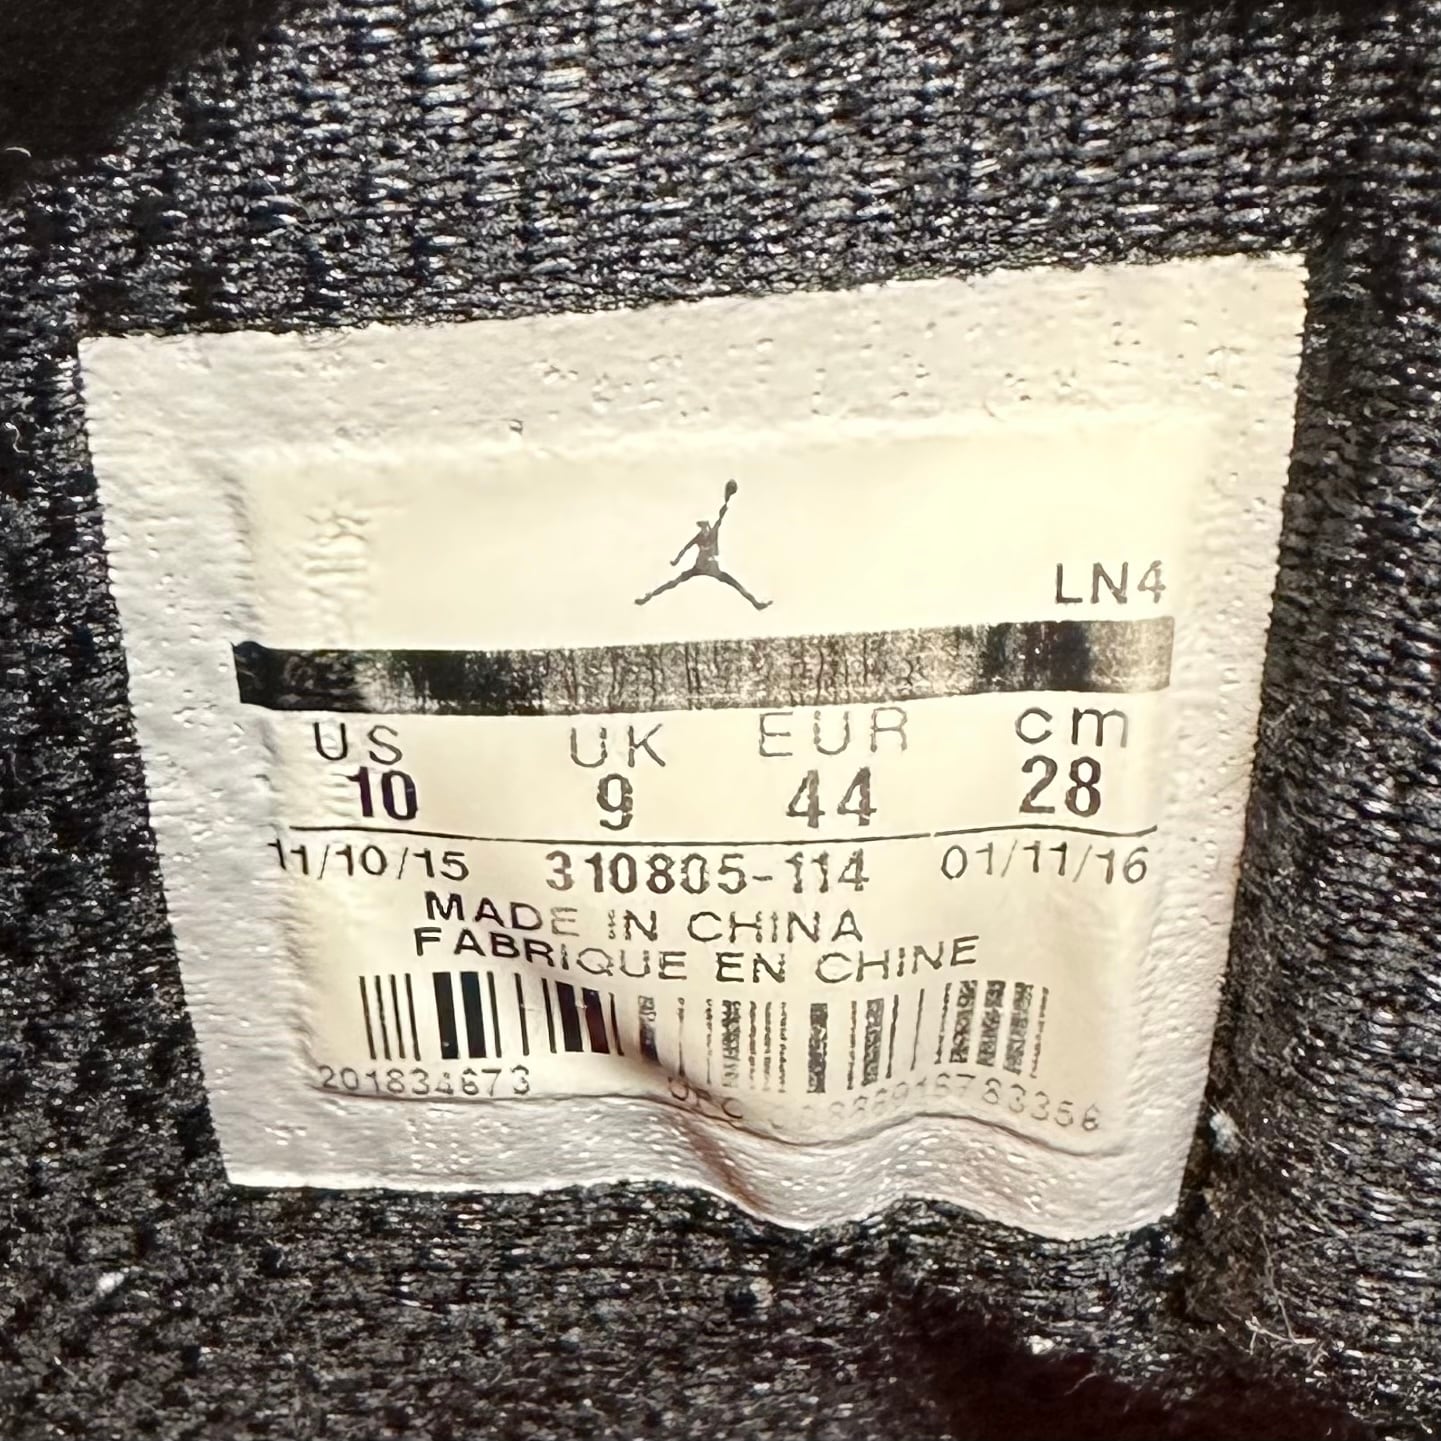 LN4
US UK EUR cm
10 9 44 28
11/10/15 310805-114 01/11/16
MADE IN CHINA
FABRIQUE EN CHINE
201834673